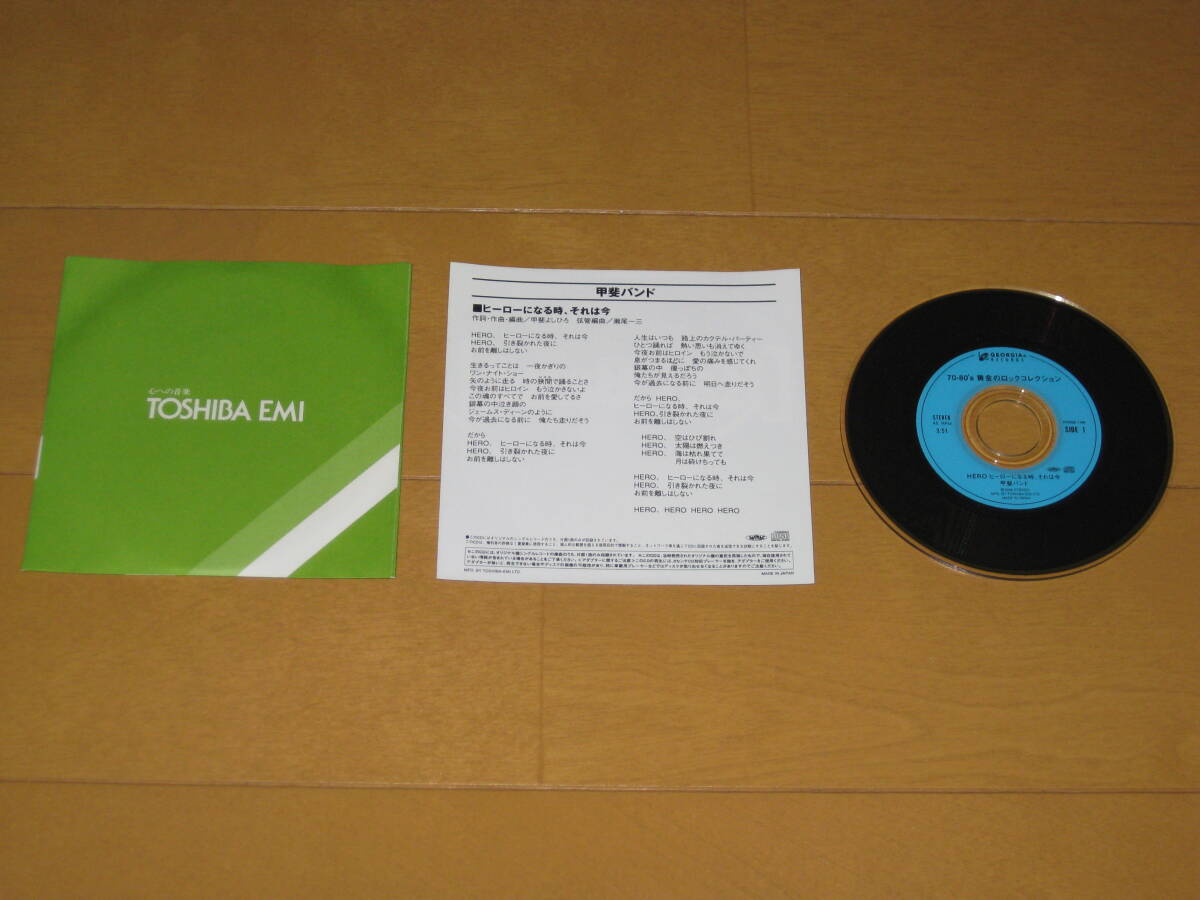 心への音楽
TOSHIBA EMI
甲斐バンド
■ヒーローになる時、それは今
作詞・作曲・編曲／甲斐よしひろ 弦管編曲／瀬尾一三
HERO、 ヒーローになる時、それは今
HERO、 引き裂かれた夜に
お前を離しはしない
生きるってことは 一夜かぎりの
ワン・ナイト・ショー
矢のように走る 時の狭間で踊ることさ
今夜お前はヒロイン もう泣かさないよ
この魂のすべてで お前を愛してるさ
銀幕の中泣き顔の
ジェームス・ディーンのように
今が過去になる前に 俺たち走りだそう
だから
HERO、 ヒーローになる時、それは今
HERO、 引き裂かれた夜に
お前を離しはしない
人生はいつも 路上のカクテル・パーティー
ひとつ踊れば 熱い思いも消えてゆく
今夜お前はヒロイン もう泣かないで
息がつまるほどに 愛の痛みを感じてくれ
銀幕の中 優っぽちの
俺たちが見えるだろう
今が過去になる前に 明日へ走りだそう
だから HERO、
ヒーローになる時、それは今
HERO、引き裂かれた夜に
お前を離しはしない
HERO、 空はひび割れ
HERO、 太陽は燃えつき
HERO、 海は枯れ果てて
月は砕けちっても
HERO、 ヒーローになる時、それは今
HERO、 引き裂かれた夜に
お前を離しはしない
HERO、HERO HERO HERO
MFG. BY TOSHIBA-EMI LTD.
MADE IN JAPAN
GEORGIA
RECORDS
70-80's 黄金のロックコレクション
STEREO
SIDE 1
3:51
HERO ヒーローになる時、それは今
甲斐バンド